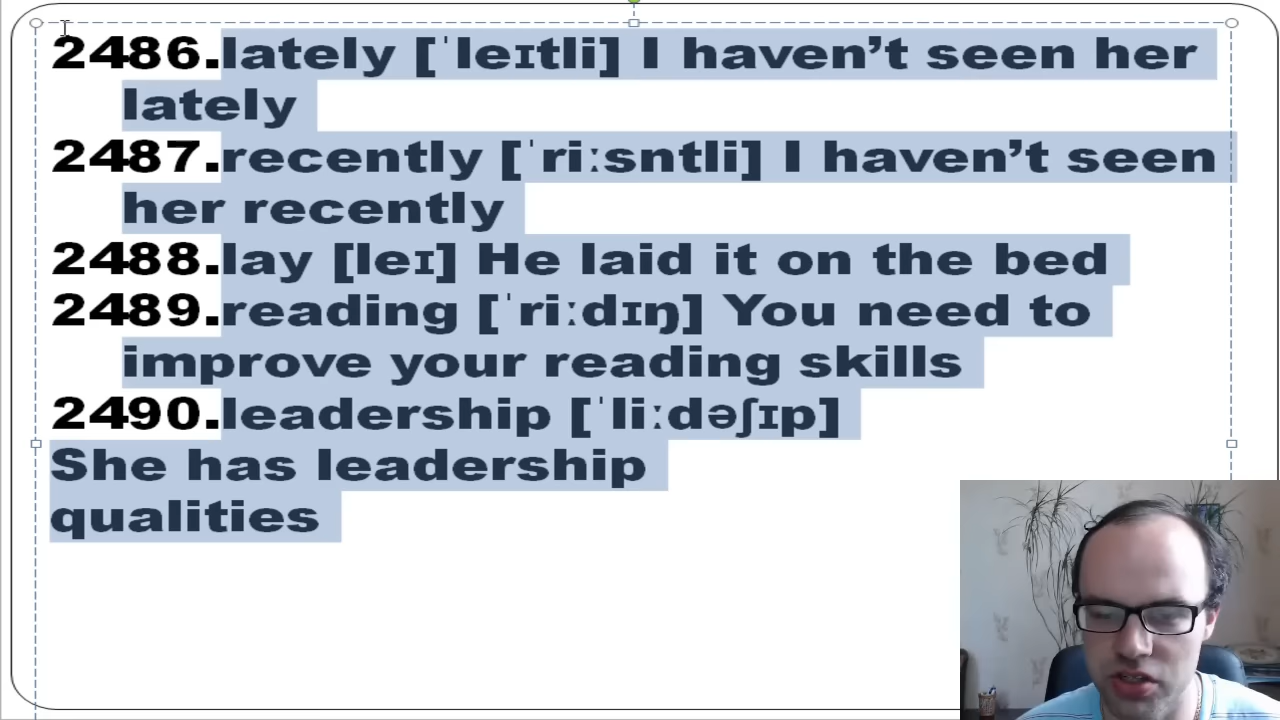 2486.lately [ˈleɪtli] I haven’t seen her
lately
2487.recently [ˈriːsntli] I haven’t seen
her recently
2488.lay [leɪ] He laid it on the bed
2489.reading [ˈriːdɪŋ] You need to
improve your reading skills
2490.leadership [ˈliːdəʃɪp]
She has leadership
qualities